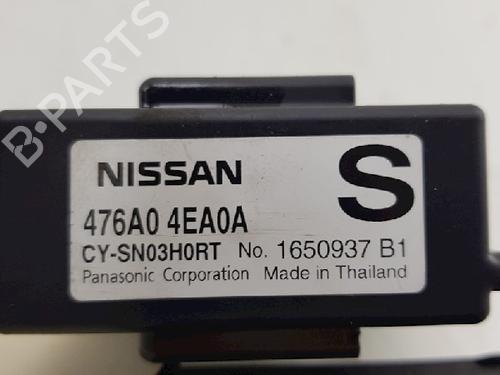 B-PARTS
NISSAN
S
476A0 4EA0A
CY-SN03H0RT No. 1650937 B1
Panasonic Corporation Made in Thailand